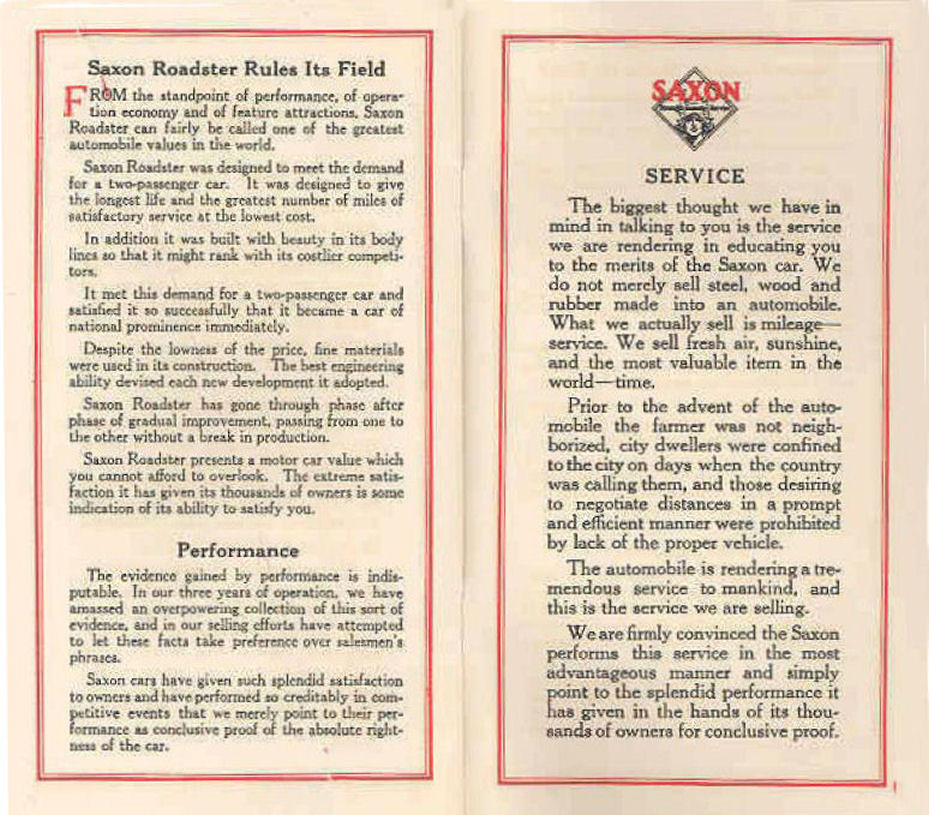 Saxon Roadster Rules Its Field
FROM the standpoint of performance, of opera-
tion economy and of feature attractions, Saxon
Roadster can fairly be called one of the greatest
automobile values in the world.
Saxon Roadster was designed to meet the demand
for a two-passenger car. It was designed to give
the longest life and the greatest number of miles of
satisfactory service at the lowest cost.
In addition it was built with beauty in its body
lines so that it might rank with its costlier competi-
tors.
It met this demand for a two-passenger car and
satisfied it so successfully that it became a car of
national prominence immediately.
Despite the lowness of the price, fine materials
were used in its construction. The best engineering
ability devised each new development it adopted.
Saxon Roadster has gone through phase after
phase of gradual improvement, passing from one to
the other without a break in production.
Saxon Roadster presents a motor car value which
you cannot afford to overlook. The extreme satis-
faction it has given its thousands of owners is some
indication of its ability to satisfy you.
Performance
The evidence gained by performance is indis-
putable. In our three years of operation, we have
amassed an overpowering collection of this sort of
evidence, and in our selling efforts have attempted
to let these facts take preference over salesmen's
phrases.
Saxon cars have given such splendid satisfaction
to owners and have performed so creditably in com-
petitive events that we merely point to their per-
formance as conclusive proof of the absolute right-
ness of the car.
SAXON
SERVICE
The biggest thought we have in
mind in talking to you is the service
we are rendering in educating you
to the merits of the Saxon car. We
do not merely sell steel, wood and
rubber made into an automobile.
What we actually sell is mileage—
service. We sell fresh air, sunshine,
and the most valuable item in the
world—time.
Prior to the advent of the auto-
mobile the farmer was not neigh-
borized, city dwellers were confined
to the city on days when the country
was calling them, and those desiring
to negotiate distances in a prompt
and efficient manner were prohibited
by lack of the proper vehicle.
The automobile is rendering a tre-
mendous service to mankind, and
this is the service we are selling.
We are firmly convinced the Saxon
performs this service in the most
advantageous manner and simply
point to the splendid performance it
has given in the hands of its thou-
sands of owners for conclusive proof.